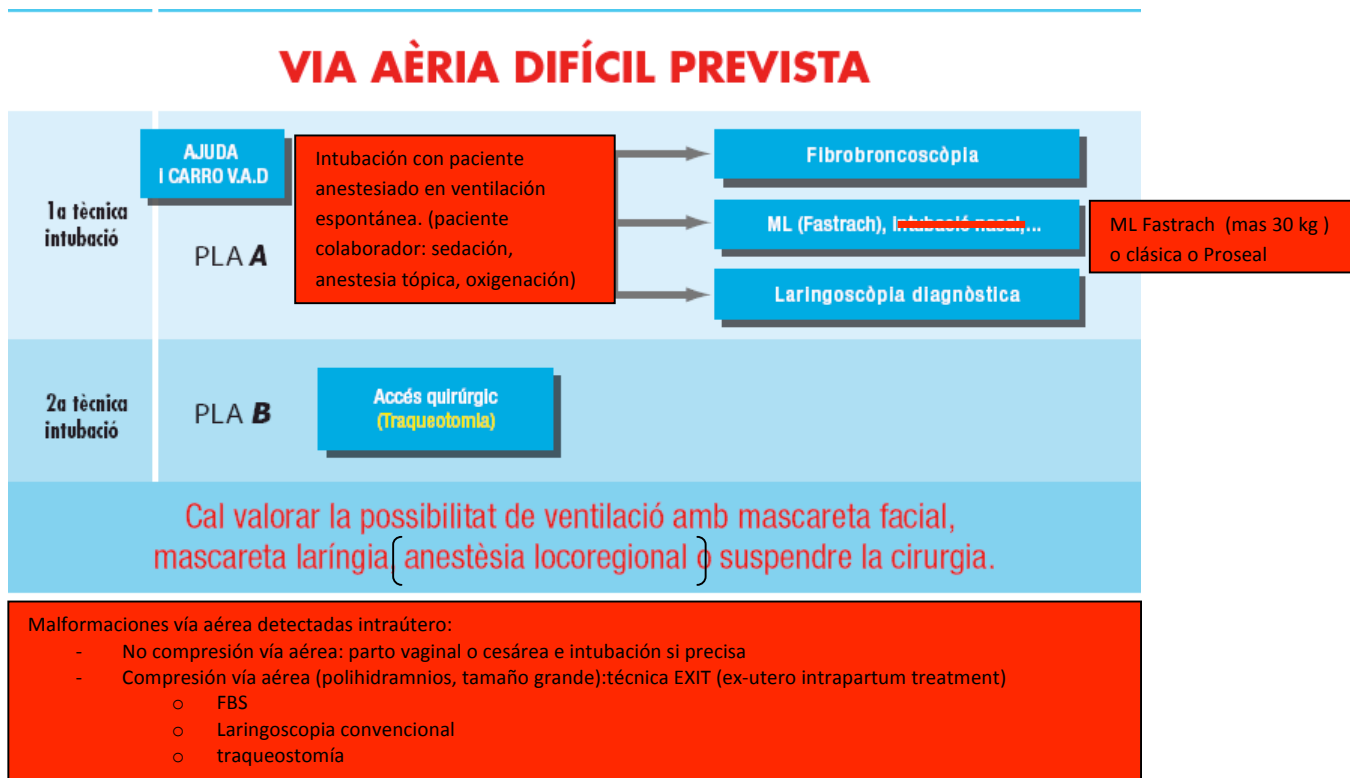 VIA AÈRIA DIFÍCIL PREVISTA
1a tècnica
intubació
AJUDA
I CARRO V.A.D
PLA A
Intubación con paciente
anestesiado en ventilación
espontánea. (paciente
colaborador: sedación,
anestesia tópica, oxigenación)
Fibrobroncoscòpia
ML (Fastrach), intubació nasal,...
Laringoscòpia diagnòstica
ML Fastrach (mas 30 kg )
o clásica o Proseal
2a tècnica
intubació
PLA B
Accés quirúrgic
(Traqueotomia)
Cal valorar la possibilitat de ventilació amb mascareta facial,
mascareta laríngia, (anestèsia locoregional) o suspendre la cirurgia.
Malformaciones vía aérea detectadas intraútero:
- No compresión vía aérea: parto vaginal o cesárea e intubación si precisa
- Compresión vía aérea (polihidramnios, tamaño grande):técnica EXIT (ex-utero intrapartum treatment)
o FBS
o Laringoscopia convencional
o traqueostomía